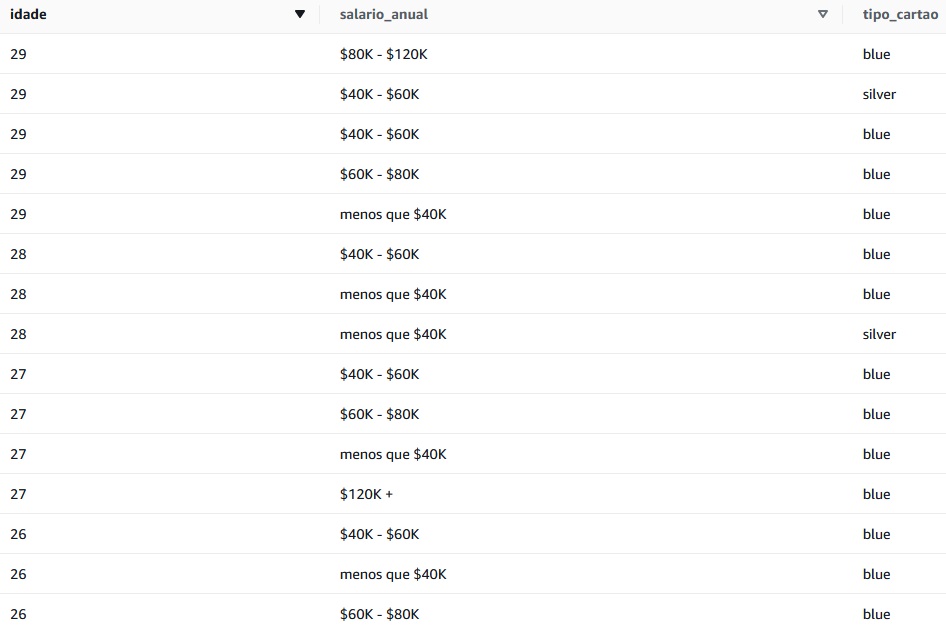 idade salario_anual tipo_cartao
29 $80K - $120K blue
29 $40K - $60K silver
29 $40K - $60K blue
29 $60K - $80K blue
29 menos que $40K blue
28 $40K - $60K blue
28 menos que $40K blue
28 menos que $40K silver
27 $40K - $60K blue
27 $60K - $80K blue
27 menos que $40K blue
27 $120K + blue
26 $40K - $60K blue
26 menos que $40K blue
26 $60K - $80K blue